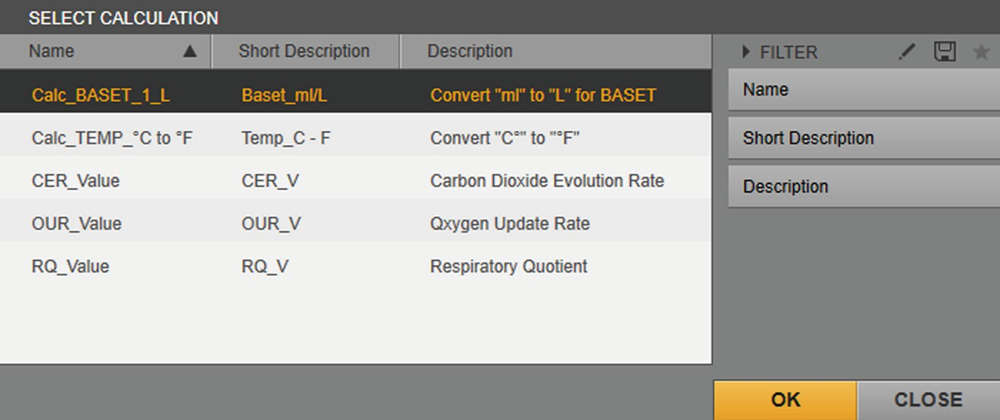 SELECT CALCULATION
Name ▲ Short Description Description
Calc_BASET_1_L Baset_ml/L Convert "ml" to "L" for BASET
Calc_TEMP_°C to °F Temp_C - F Convert "C°" to "°F"
CER_Value CER_V Carbon Dioxide Evolution Rate
OUR_Value OUR_V Qxygen Update Rate
RQ_Value RQ_V Respiratory Quotient
FILTER
Name
Short Description
Description
OK CLOSE